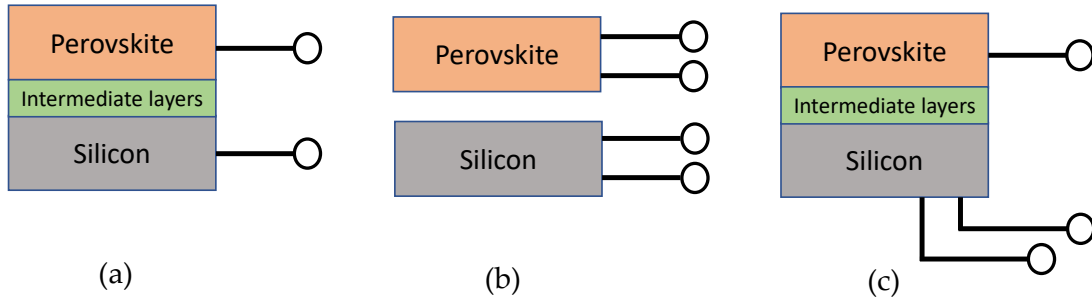 Perovskite
Intermediate layers
Silicon
(a)
Perovskite
Silicon
(b)
Perovskite
Intermediate layers
Silicon
(c)